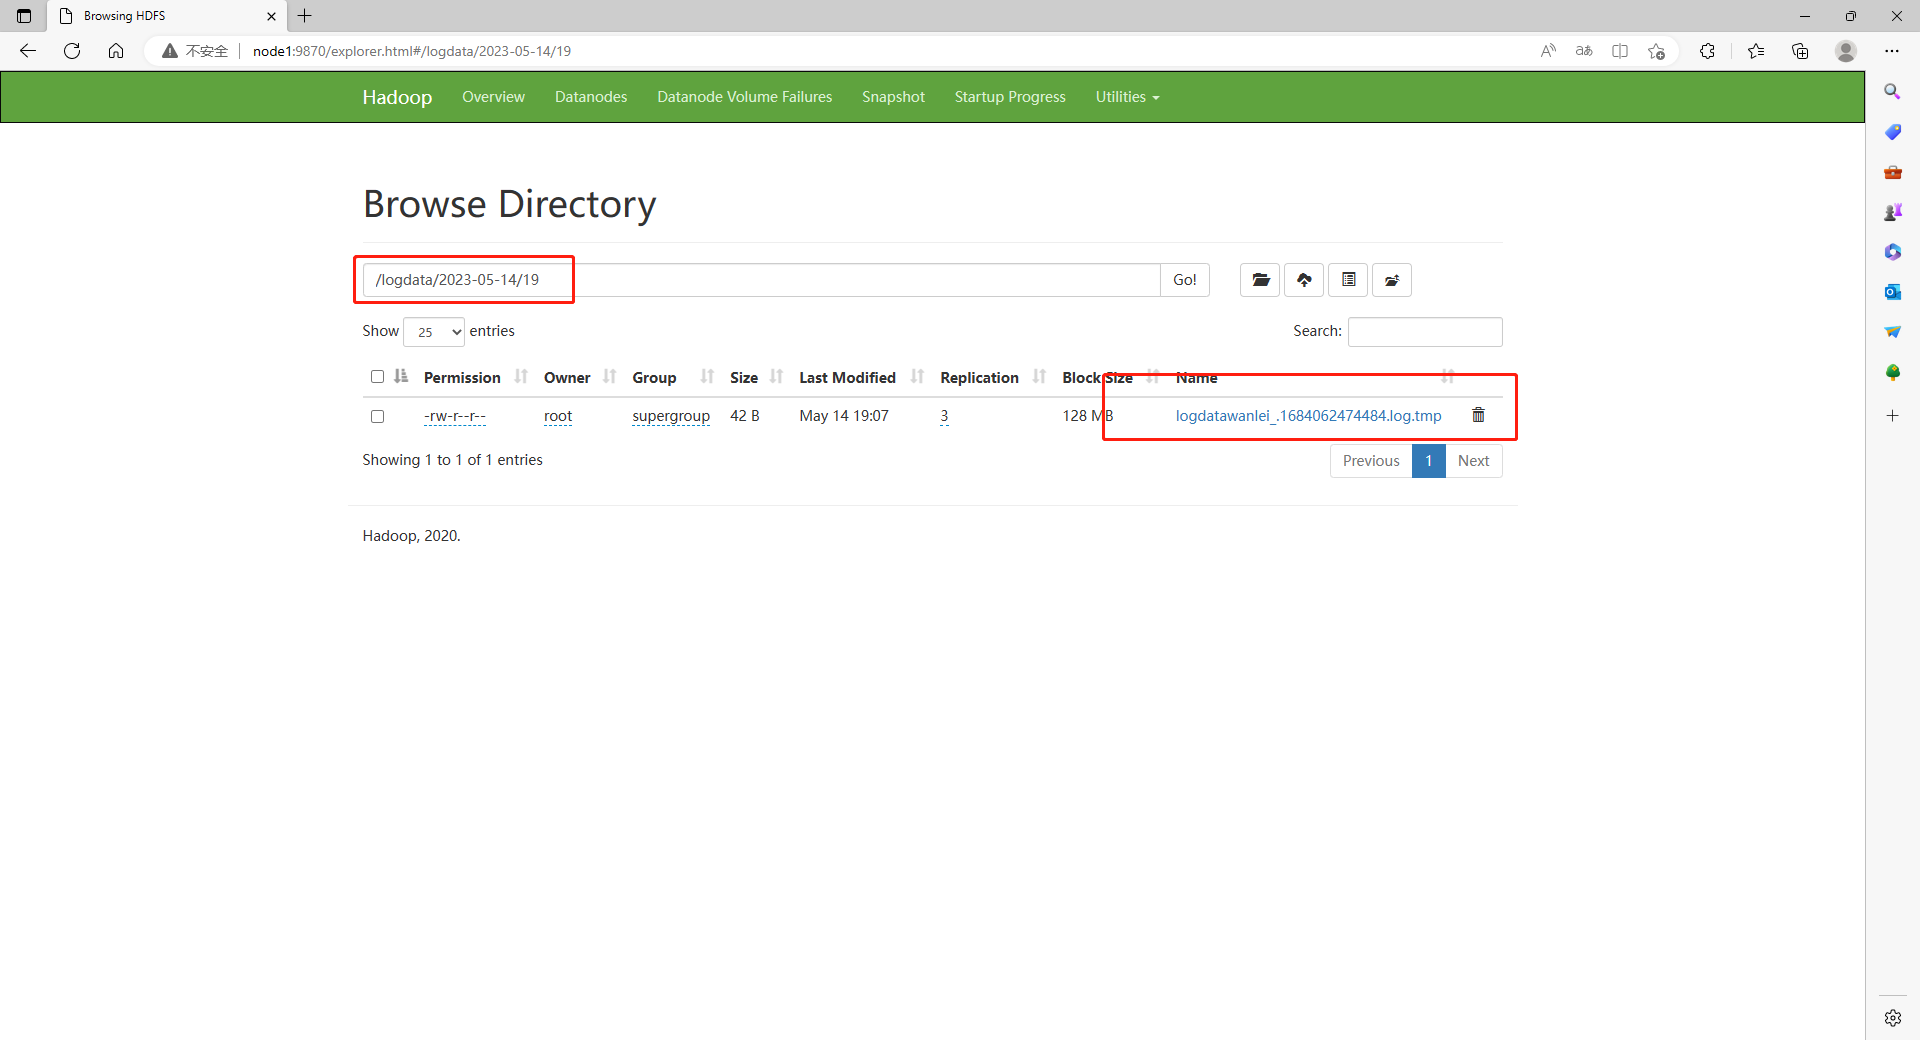 Browsing HDFS
不安全 node1:9870/explorer.html#/logdata/2023-05-14/19
Hadoop Overview Datanodes Datanode Volume Failures Snapshot Startup Progress Utilities
Browse Directory
/logdata/2023-05-14/19 Go!
Show 25 entries Search:
Permission Owner Group Size Last Modified Replication Block Size Name
-rw-r--r-- root supergroup 42 B May 14 19:07 3 128 MB logdatawanlei_.1684062474484.log.tmp
Showing 1 to 1 of 1 entries Previous 1 Next
Hadoop, 2020.